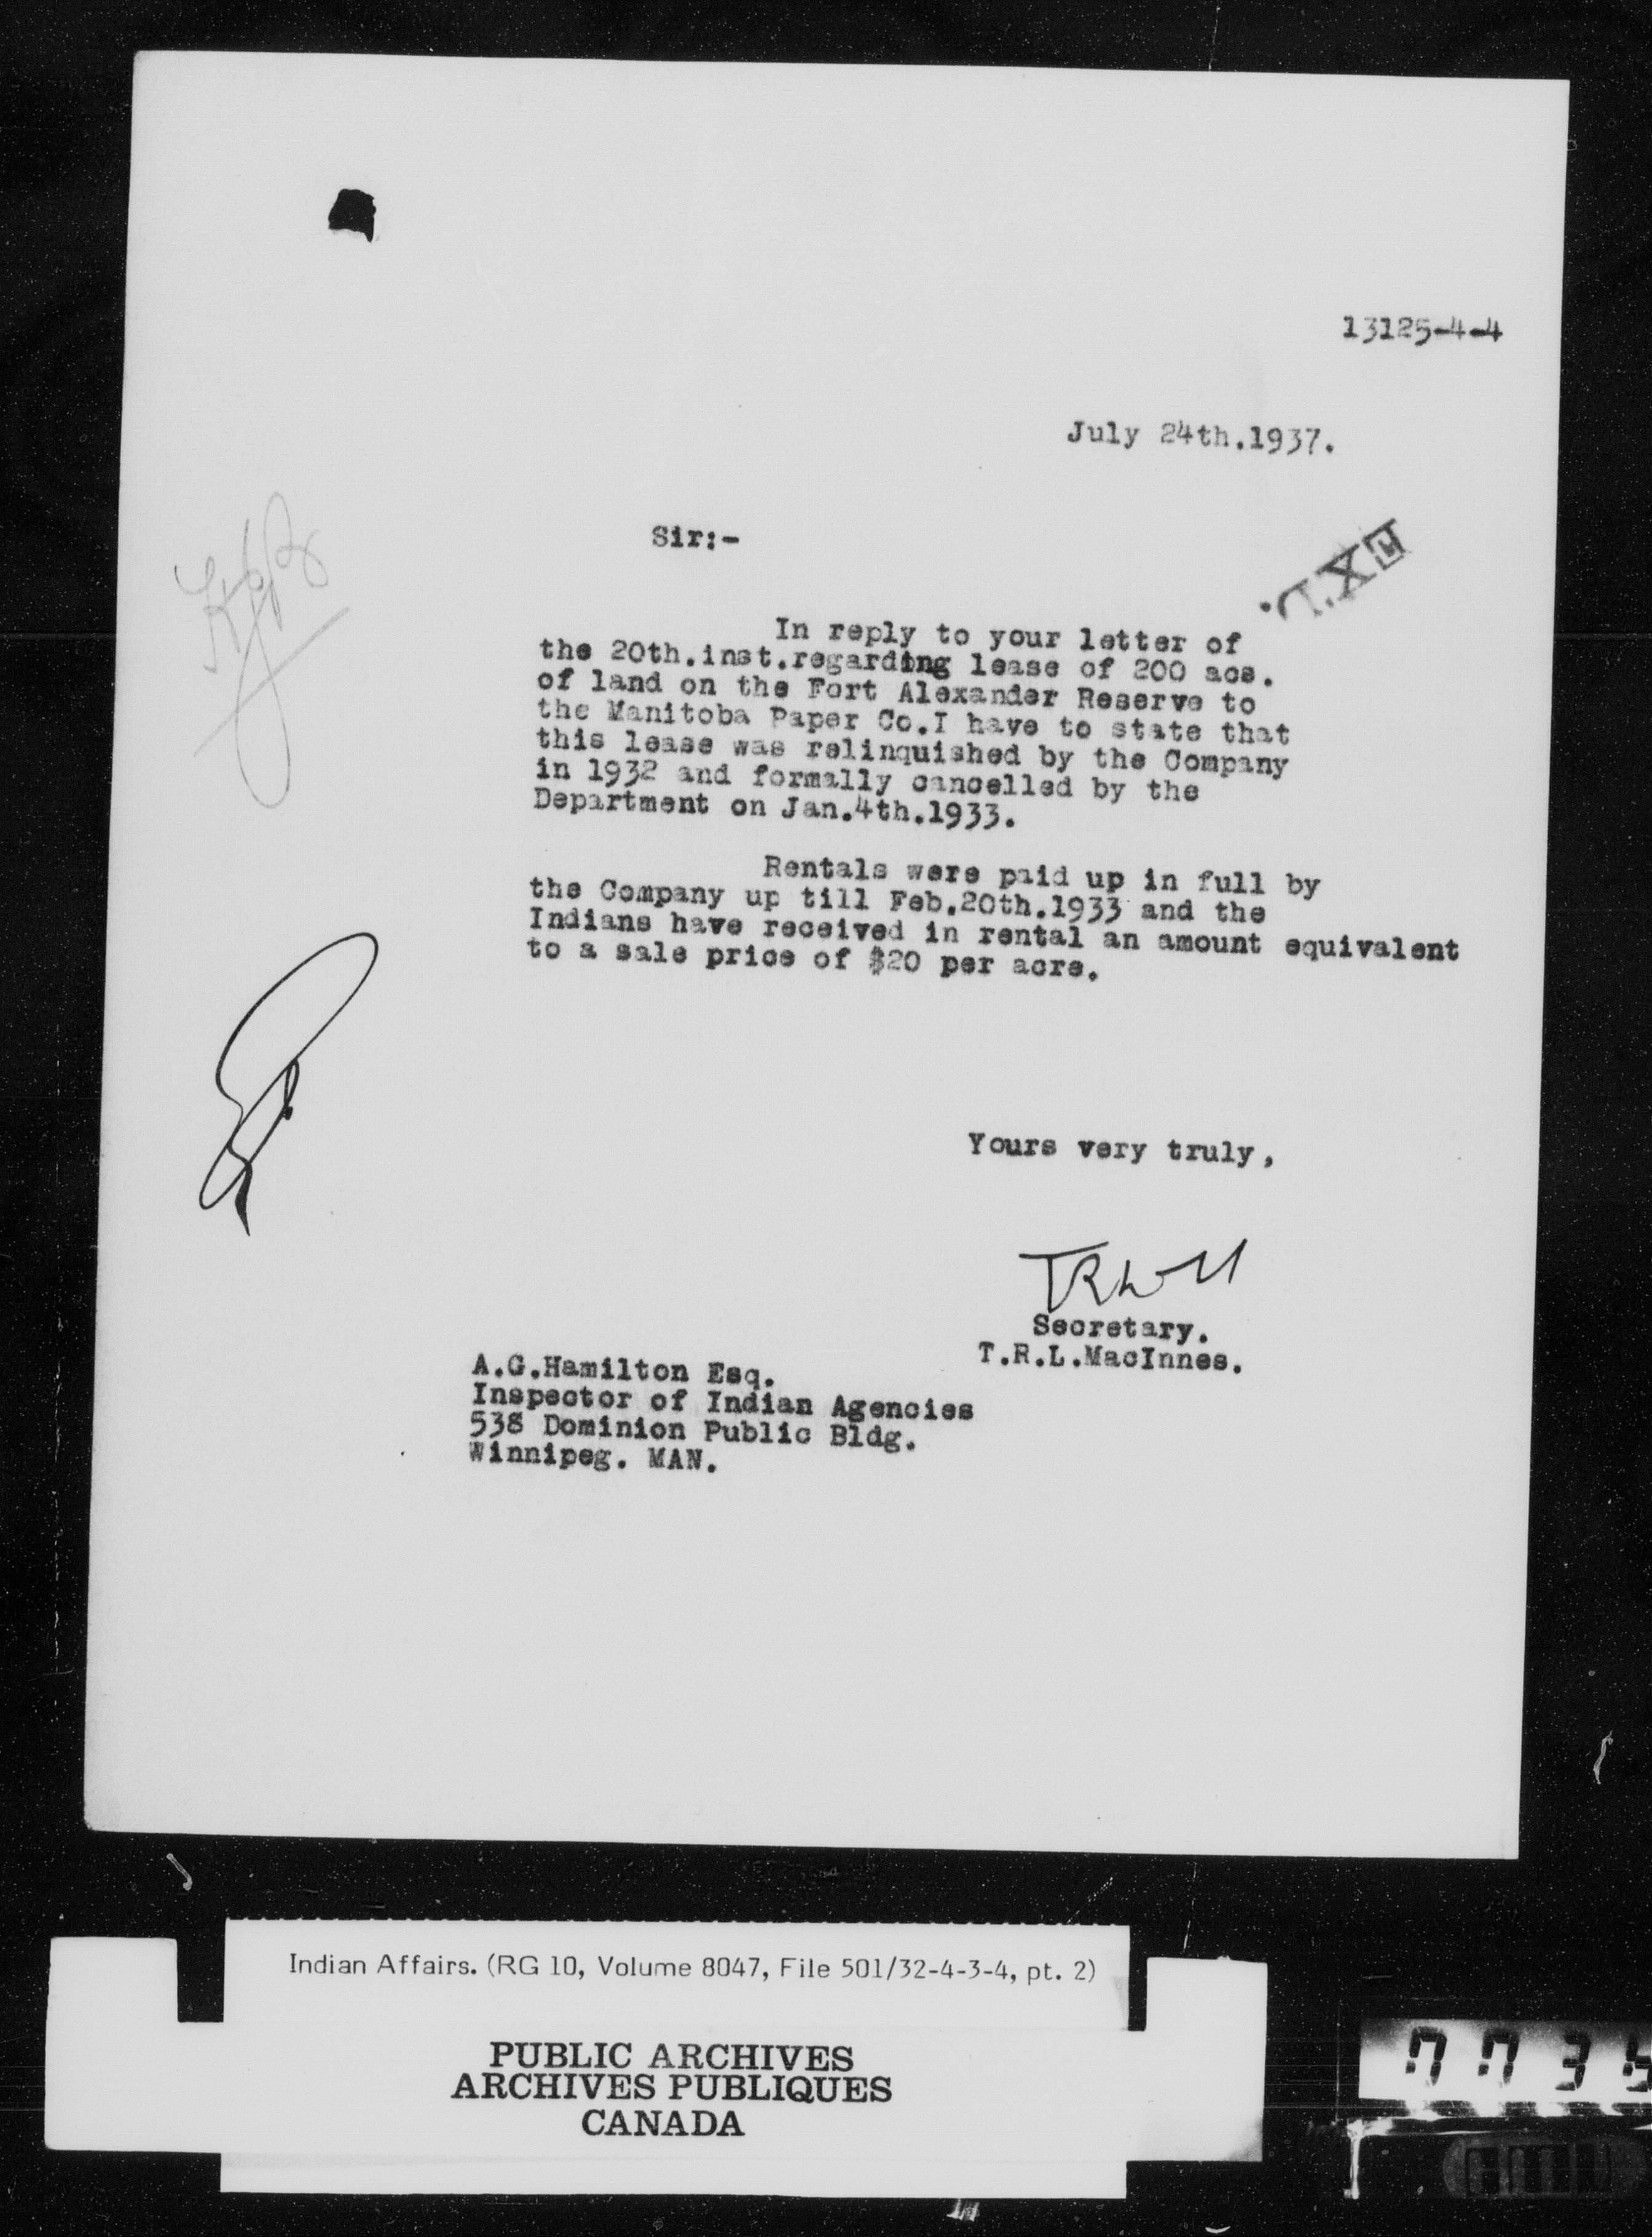 13125-4-4
July 24th.1937.
Sir:-
In reply to your letter of
the 20th.inst.regarding lease of 200 acs.
of land on the Fort Alexander Reserve to
the Manitoba Paper Co.I have to state that
this lease was relinquished by the Company
in 1932 and formally cancelled by the
Department on Jan.4th.1933.
Rentals were paid up in full by
the Company up till Feb.20th.1933 and the
Indians have received in rental an amount equivalent
to a sale price of $20 per acre.
Yours very truly,
Secretary.
T.R.L.MacInnes.
A.G.Hamilton Esq.
Inspector of Indian Agencies
538 Dominion Public Bldg.
Winnipeg. MAN.
Indian Affairs. (RG 10, Volume 8047, File 501/32-4-3-4, pt. 2)
PUBLIC ARCHIVES
ARCHIVES PUBLIQUES
CANADA